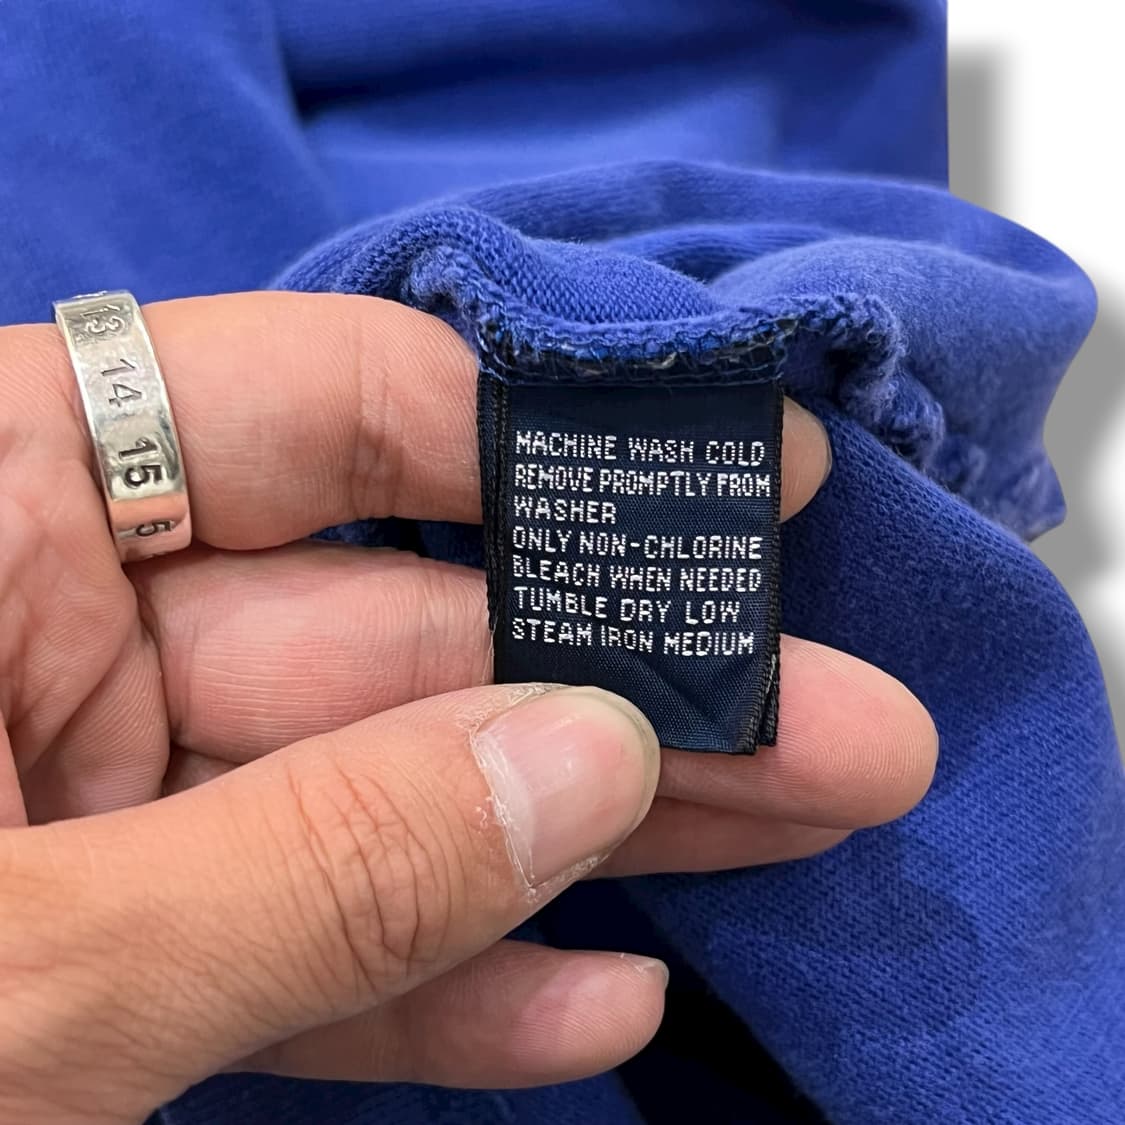 13
14
15
5
MACHINE WASH COLD
REMOVE PROMPTLY FROM
WASHER
ONLY NON-CHLORINE
BLEACH WHEN NEEDED
TUMBLE DRY LOW
STEAM IRON MEDIUM